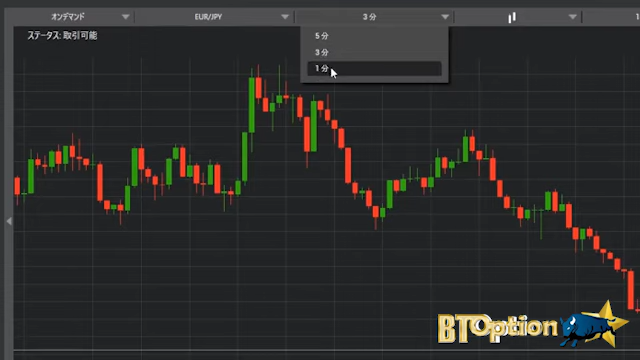 オンデマンド
EUR/JPY
3 分
ステータス: 取引可能
5 分
3 分
1 分
BTOption